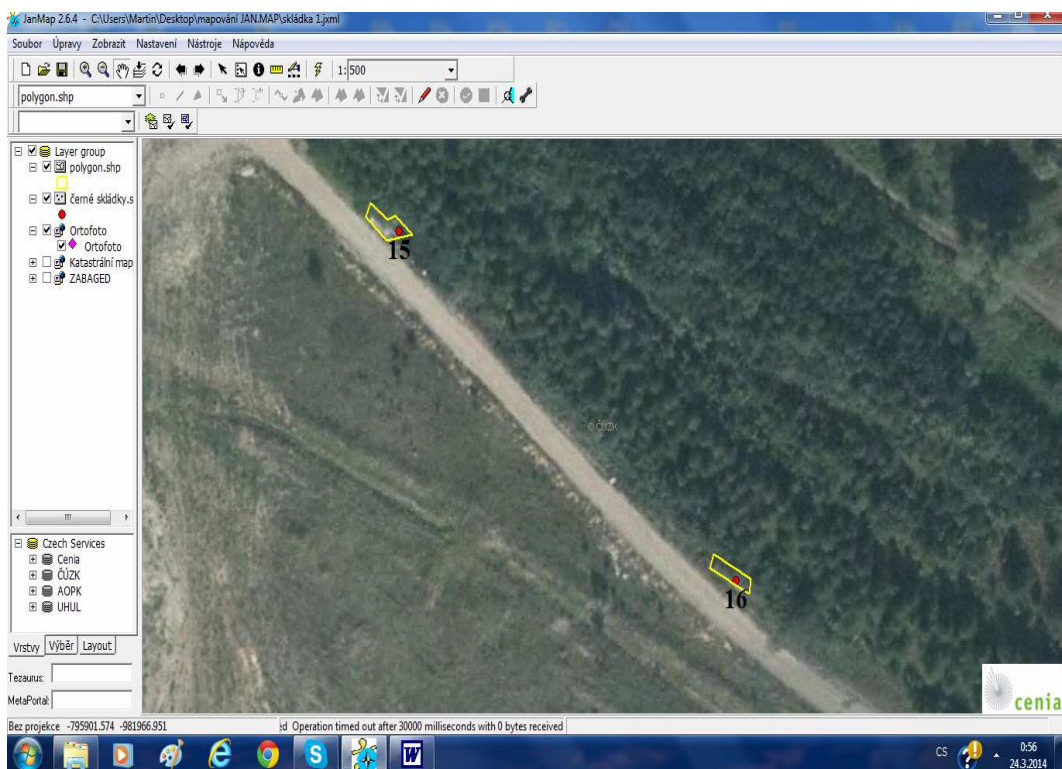 JanMap 2.6.4 - C:\Users\Martin\Desktop\mapování JAN.MAP\skládka 1.jxml
Soubor Úpravy Zobrazit Nastavení Nástroje Nápověda
1: 500
polygon.shp
Layer group
polygon.shp
černé skládky.s
Ortofoto
Ortofoto
Katastrální map
ZABAGED
15
© ČÚZK
16
Czech Services
Cenia
ČÚZK
AOPK
UHUL
Vrstvy Výběr Layout
Tezaurus:
MetaPortal:
cenia
Bez projekce -795901.574 -981966.951 ed Operation timed out after 30000 milliseconds with 0 bytes received
CS 0:56
24.3.2014